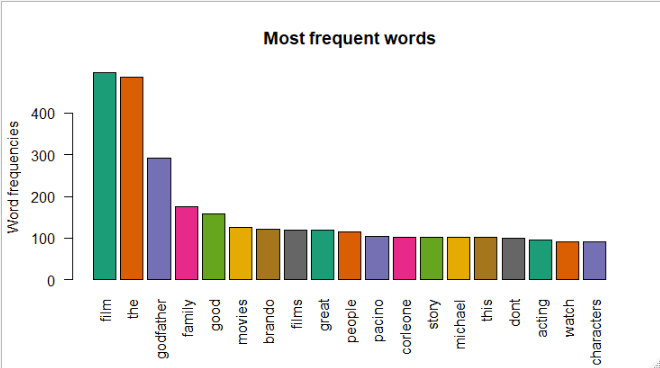 Most frequent words
Word frequencies
400
300
200
100
0
film
the
godfather
family
good
movies
brando
films
great
people
pacino
corleone
story
michael
this
dont
acting
watch
characters